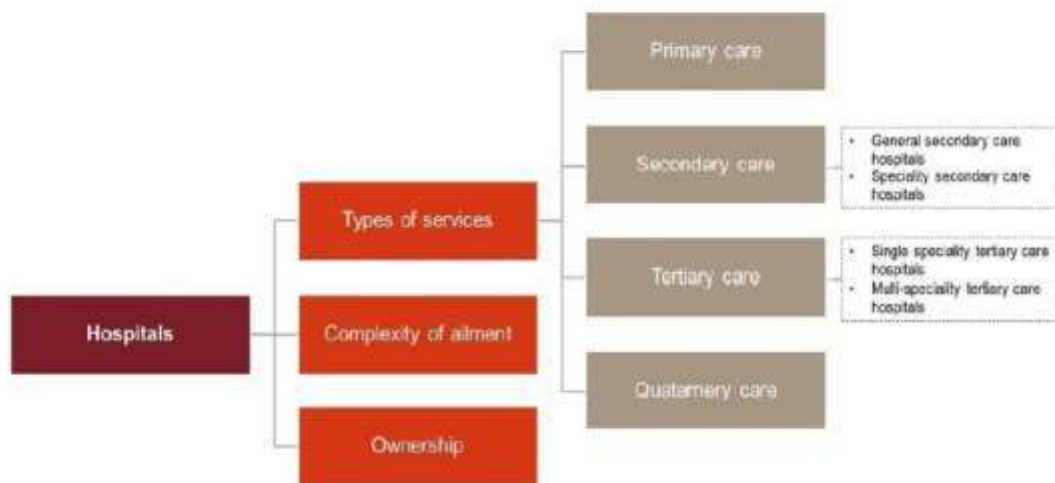 Hospitals
Types of services
Complexity of ailment
Ownership
Primary care
Secondary care
• General secondary care
hospitals
• Speciality secondary care
hospitals
Tertiary care
• Single speciality tertiary care
hospitals
• Multi-speciality tertiary care
hospitals
Quaternery care